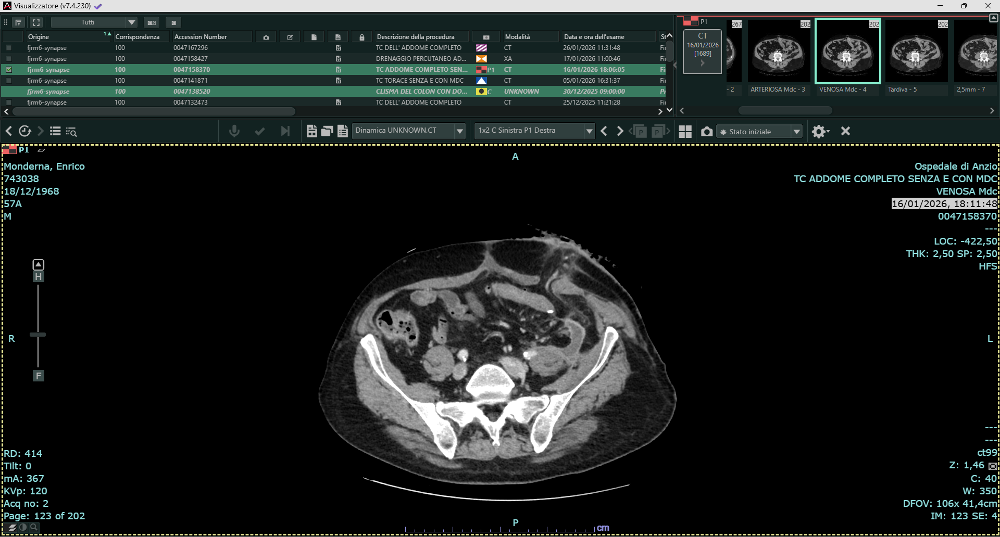 Visualizzatore (v7.4.230)
Tutti
Origine 1 Corrispondenza Accession Number Descrizione della procedura Modalità Data e ora dell'esame St
fjrm6-synapse 100 0047167296 TC DELL' ADDOME COMPLETO CT 26/01/2026 11:31:48 Fi
fjrm6-synapse 100 0047158427 DRENAGGIO PERCUTANEO AD... XA 17/01/2026 11:00:46 Fi
fjrm6-synapse 100 0047158370 TC ADDOME COMPLETO SEN... P1 CT 16/01/2026 18:06:05 Fi
fjrm6-synapse 100 0047141871 TC TORACE SENZA E CON MDC CT 05/01/2026 16:31:37 Fi
fjrm6-synapse 100 0047138520 CLISMA DEL COLON CON DO... C UNKNOWN 30/12/2025 09:00:00 P
fjrm6-synapse 100 0047132473 TC DELL' ADDOME COMPLETO CT 25/12/2025 11:21:28 Fi
P1
CT
16/01/2026
[1689]
267 202 202 202
- 2 ARTERIOSA Mdc - 3 VENOSA Mdc - 4 Tardiva - 5 2,5mm - 7
Dinamica UNKNOWN,CT 1x2 C Sinistra P1 Destra P P Stato iniziale
P1
A
Monderna, Enrico
743038
18/12/1968
57A
M
Ospedale di Anzio
TC ADDOME COMPLETO SENZA E CON MDC
VENOSA Mdc
16/01/2026, 18:11:48
0047158370
---
LOC: -422,50
THK: 2,50 SP: 2,50
HFS
H
F
R
L
RD: 414
Tilt: 0
mA: 367
KVp: 120
Acq no: 2
Page: 123 of 202
---
---
ct99
Z: 1,46
C: 40
W: 350
DFOV: 106x 41,4cm
IM: 123 SE: 4
P
cm